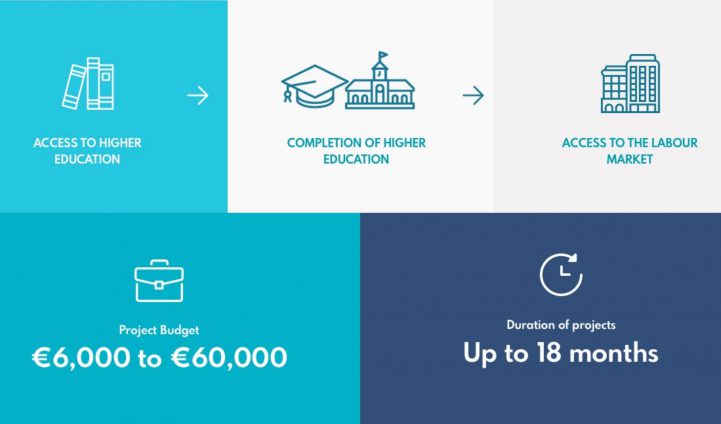 ACCESS TO HIGHER
EDUCATION
COMPLETION OF HIGHER
EDUCATION
ACCESS TO THE LABOUR
MARKET
Project Budget
€6,000 to €60,000
Duration of projects
Up to 18 months